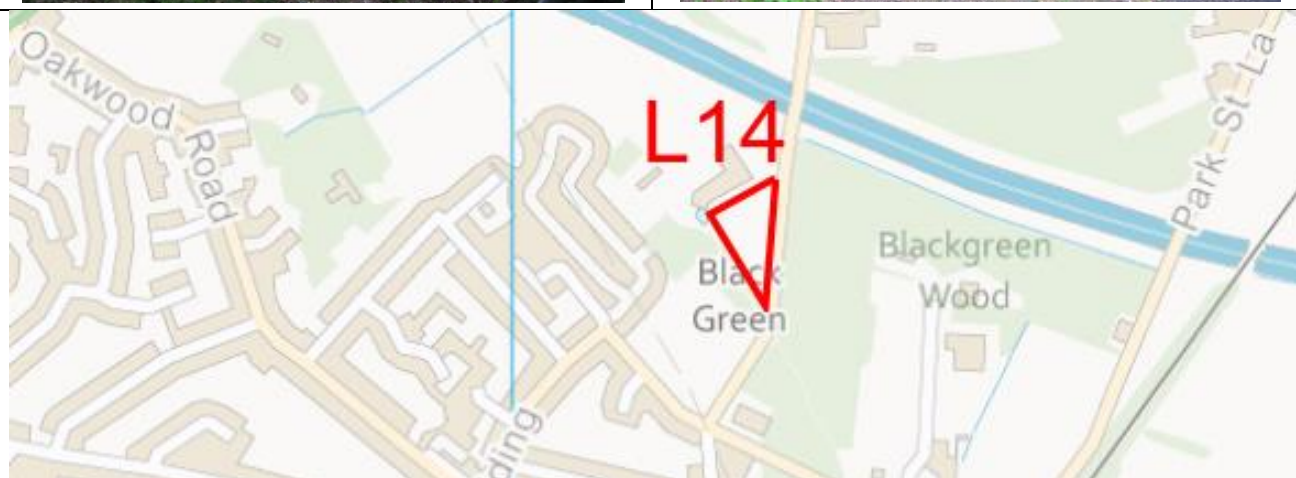 Oakwood
Road
L14
Park St La
Black
Green
Blackgreen
Wood
ding